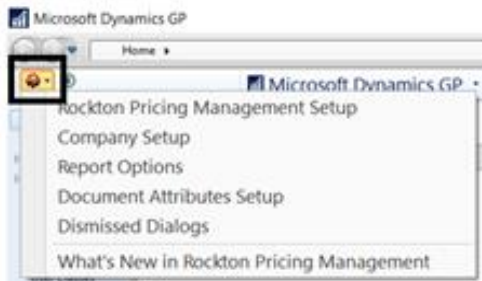 Microsoft Dynamics GP
Home
Microsoft Dynamics GP
Rockton Pricing Management Setup
Company Setup
Report Options
Document Attributes Setup
Dismissed Dialogs
What's New in Rockton Pricing Management